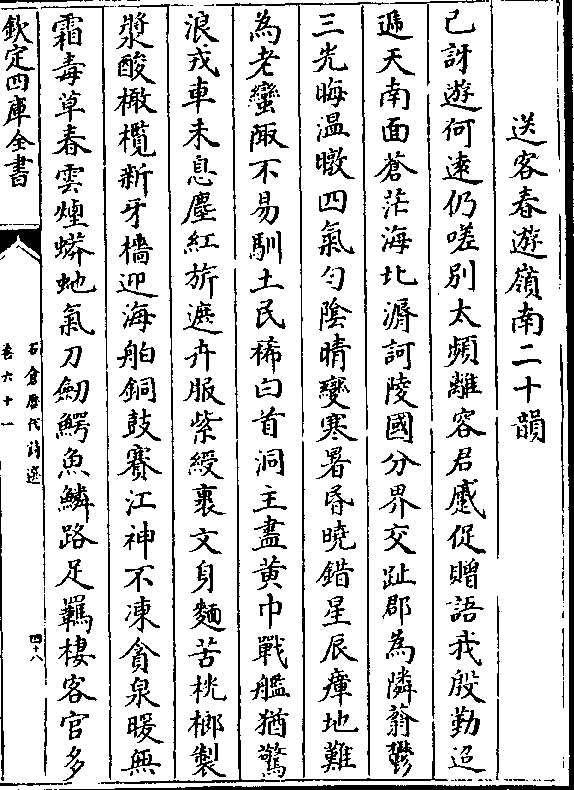 送客春遊嶺南二十韻
已訝遊何遠仍嗟別太頻離容君蹙促贈語我殷勤迢
遞天南面蒼茫海北漘訶陵國分界交趾郡為隣蓊鬱
三光晦温暾四氣勻陰晴變寒暑昏曉錯星辰瘴地難
為老蠻陬不易馴土民稀白首洞主盡黃巾戰艦猶驚
浪戎車未息塵紅旂遮卉服紫綬裹文身麵苦桄榔製
漿酸橄欖新牙檣迎海舶銅鼓賽江神不凍貪泉暖無
霜毒草春雲煙蟒虵氣刀劒鰐魚鱗路足羈棲客官多
欽定四庫全書
石倉歷代詩選
卷六十一
四十八